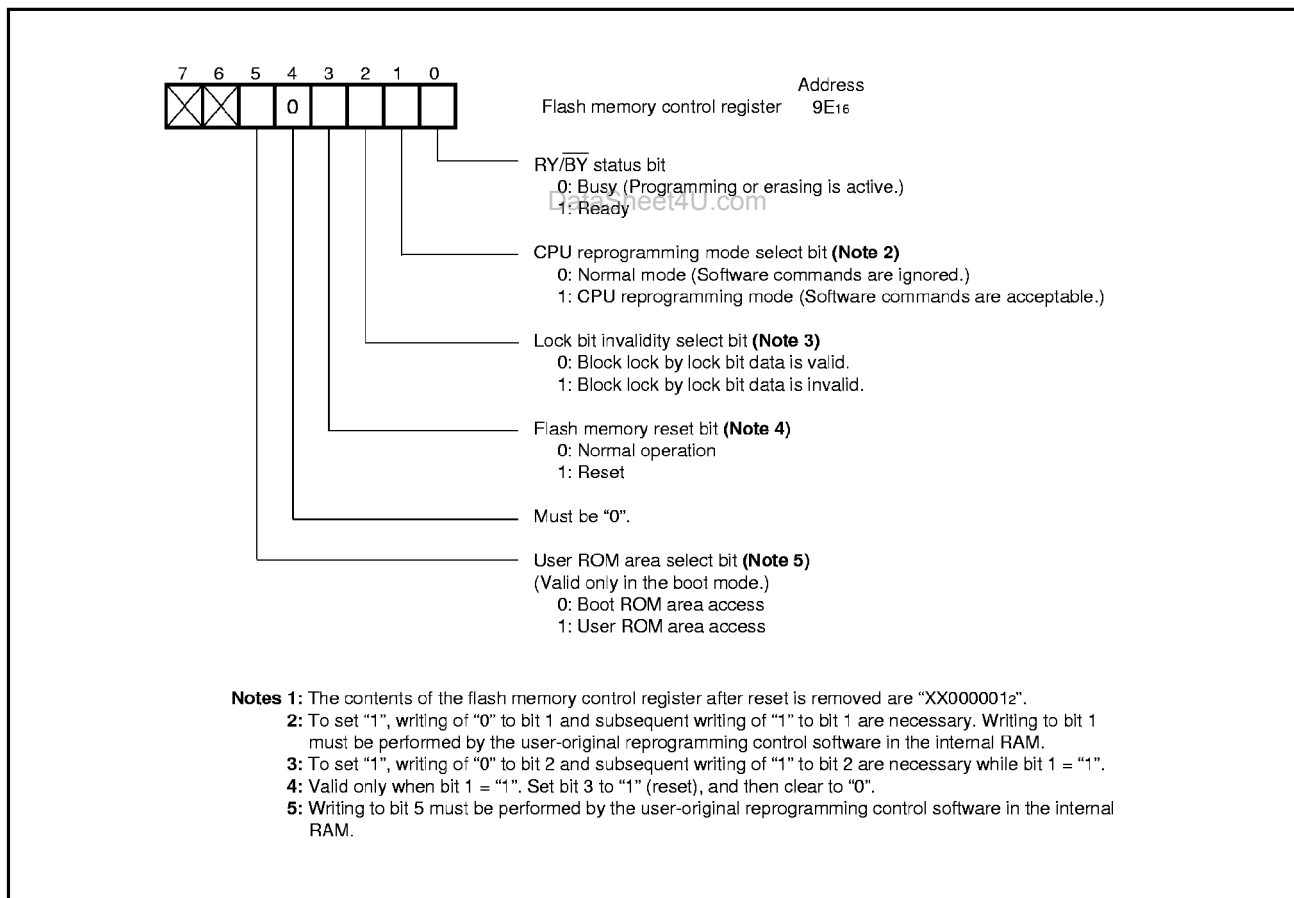 7 6 5 4 3 2 1 0
0
Address
Flash memory control register 9E16
RY/BY status bit
0: Busy (Programming or erasing is active.)
DataSheet4U.com
1: Ready
CPU reprogramming mode select bit (Note 2)
0: Normal mode (Software commands are ignored.)
1: CPU reprogramming mode (Software commands are acceptable.)
Lock bit invalidity select bit (Note 3)
0: Block lock by lock bit data is valid.
1: Block lock by lock bit data is invalid.
Flash memory reset bit (Note 4)
0: Normal operation
1: Reset
Must be “0”.
User ROM area select bit (Note 5)
(Valid only in the boot mode.)
0: Boot ROM area access
1: User ROM area access
Notes 1: The contents of the flash memory control register after reset is removed are “XX0000012”.
2: To set “1”, writing of “0” to bit 1 and subsequent writing of “1” to bit 1 are necessary. Writing to bit 1
must be performed by the user-original reprogramming control software in the internal RAM.
3: To set “1”, writing of “0” to bit 2 and subsequent writing of “1” to bit 2 are necessary while bit 1 = “1”.
4: Valid only when bit 1 = “1”. Set bit 3 to “1” (reset), and then clear to “0”.
5: Writing to bit 5 must be performed by the user-original reprogramming control software in the internal
RAM.